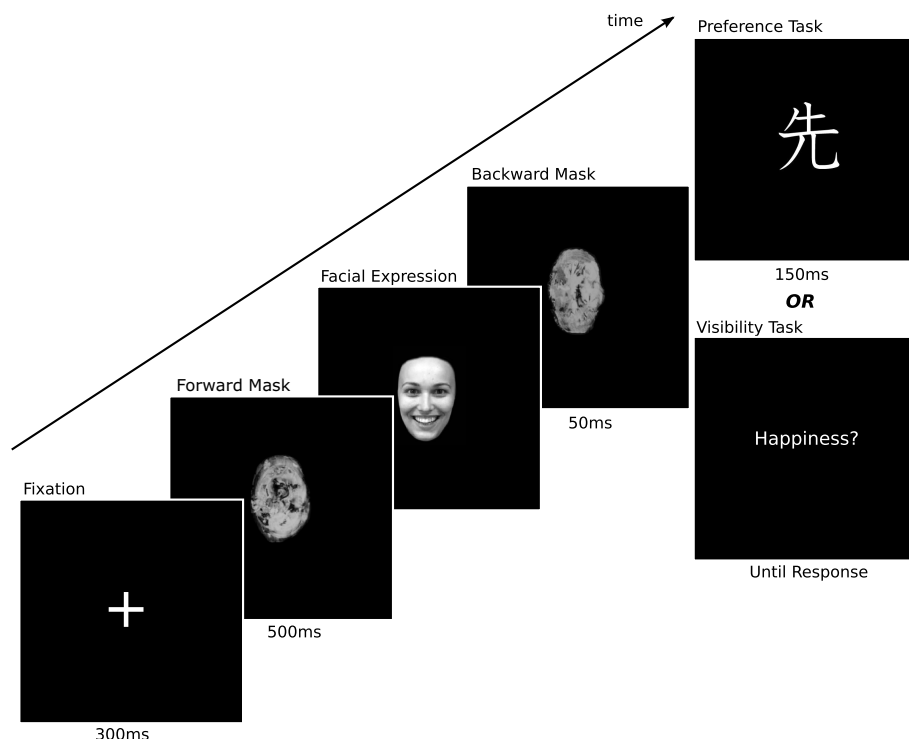 time
Preference Task
先
150ms
OR
Visibility Task
Happiness?
Until Response
Backward Mask
50ms
Facial Expression
Forward Mask
500ms
Fixation
300ms